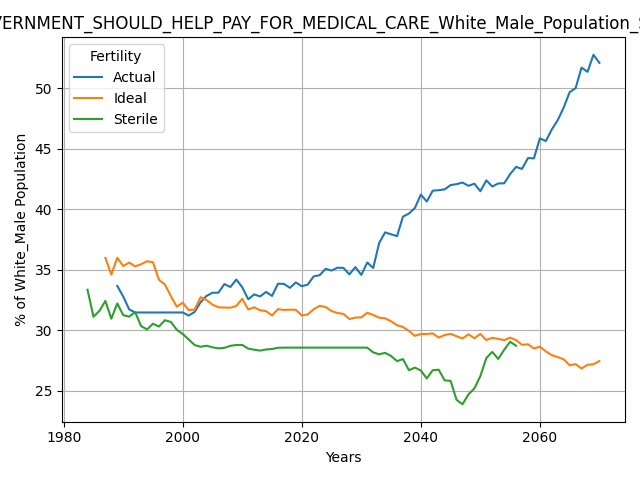 VERNMENT_SHOULD_HELP_PAY_FOR_MEDICAL_CARE_White_Male_Population_
Fertility
Actual
Ideal
Sterile
% of White_Male Population
50
45
40
35
30
25
1980
2000
2020
2040
2060
Years